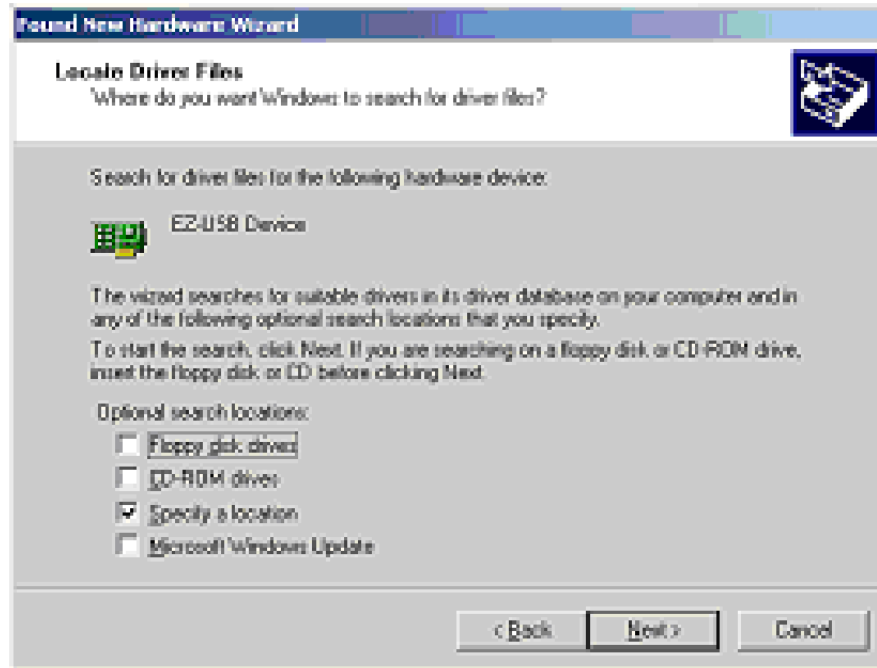 Found New Hardware Wizard
Locate Driver Files
Where do you want Windows to search for driver files?
Search for driver files for the following hardware device:
EZ-USB Device
The wizard searches for suitable drivers in its driver database on your computer and in
any of the following optional search locations that you specify.
To start the search, click Next. If you are searching on a floppy disk or CD-ROM drive,
insert the floppy disk or CD before clicking Next.
Optional search locations:
Floppy disk drives
CD-ROM drives
Specify a location
Microsoft Windows Update
< Back Next > Cancel